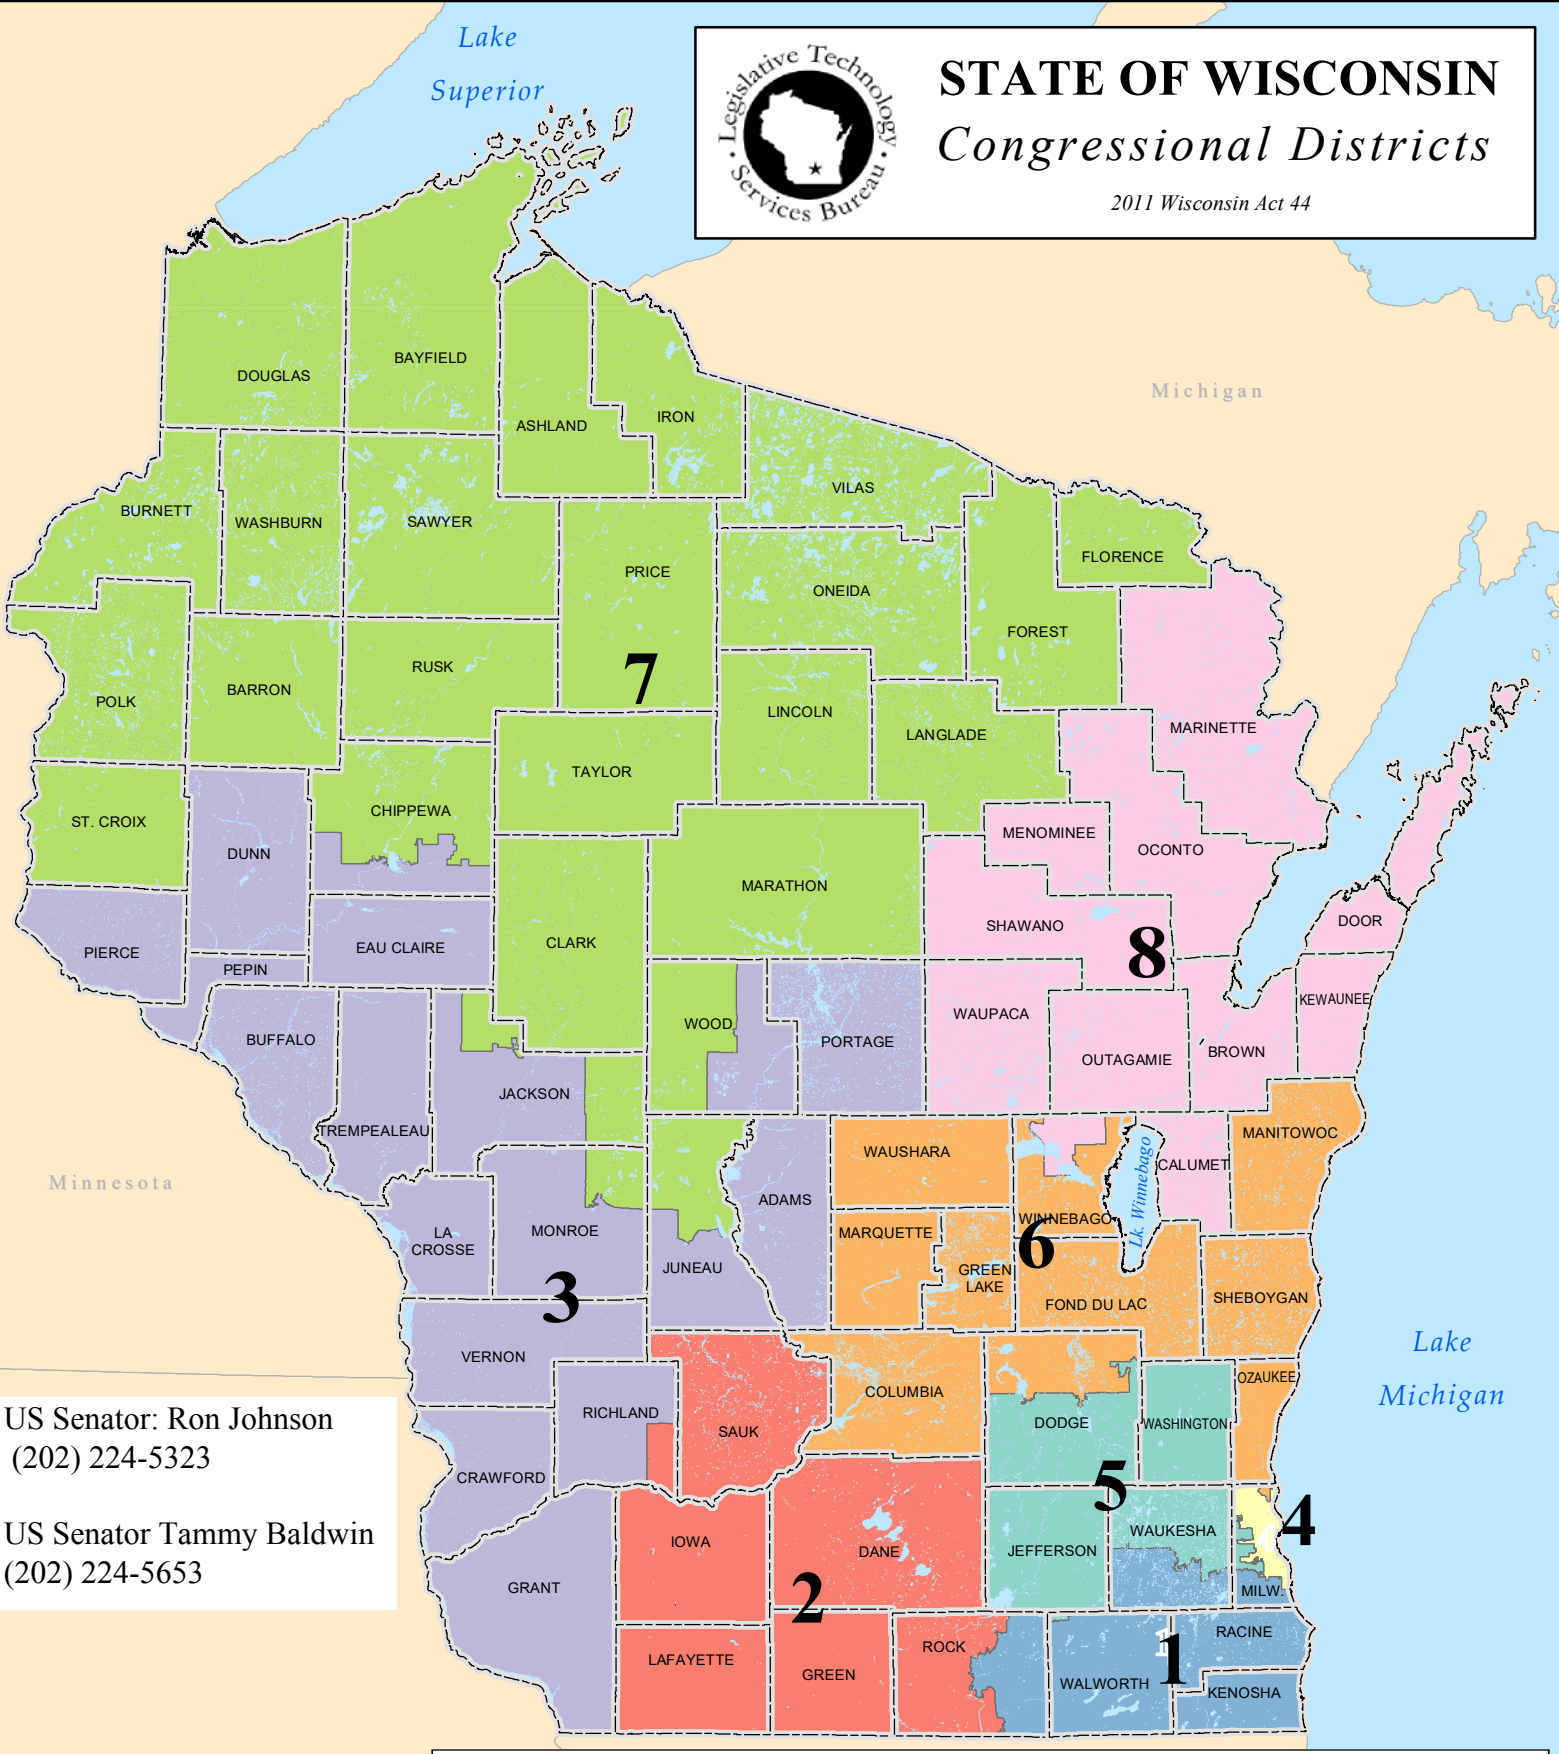 Lake
Superior
Legislative Technology
Services Bureau
STATE OF WISCONSIN
Congressional Districts
2011 Wisconsin Act 44
Michigan
DOUGLAS
BAYFIELD
ASHLAND
IRON
VILAS
BURNETT
WASHBURN
SAWYER
PRICE
ONEIDA
FLORENCE
FOREST
POLK
BARRON
RUSK
7
LINCOLN
LANGLADE
MARINETTE
ST. CROIX
DUNN
CHIPPEWA
TAYLOR
MENOMINEE
OCONTO
MARATHON
SHAWANO
8
DOOR
PIERCE
PEPIN
EAU CLAIRE
CLARK
WOOD
PORTAGE
WAUPACA
OUTAGAMIE
BROWN
KEWAUNEE
BUFFALO
TREMPEALEAU
JACKSON
Minnesota
LA
CROSSE
MONROE
JUNEAU
ADAMS
WAUSHARA
WINNEBAGO
Lk. Winnebago
CALUMET
MANITOWOC
MARQUETTE
GREEN
LAKE
6
FOND DU LAC
SHEBOYGAN
3
VERNON
RICHLAND
SAUK
COLUMBIA
DODGE
WASHINGTON
OZAUKEE
Lake
Michigan
US Senator: Ron Johnson
(202) 224-5323
US Senator Tammy Baldwin
(202) 224-5653
CRAWFORD
GRANT
IOWA
DANE
JEFFERSON
5
WAUKESHA
4
4
MILW.
2
LAFAYETTE
GREEN
ROCK
WALWORTH
1
1
RACINE
KENOSHA